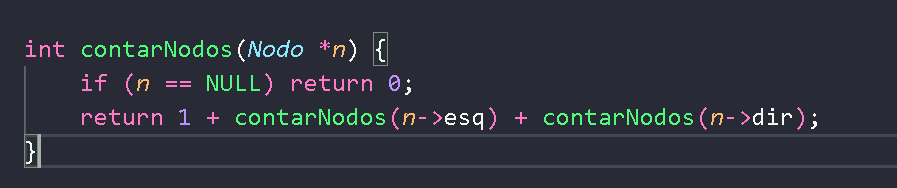 int contarNodos(Nodo *n) {
    if (n == NULL) return 0;
    return 1 + contarNodos(n->esq) + contarNodos(n->dir);
}